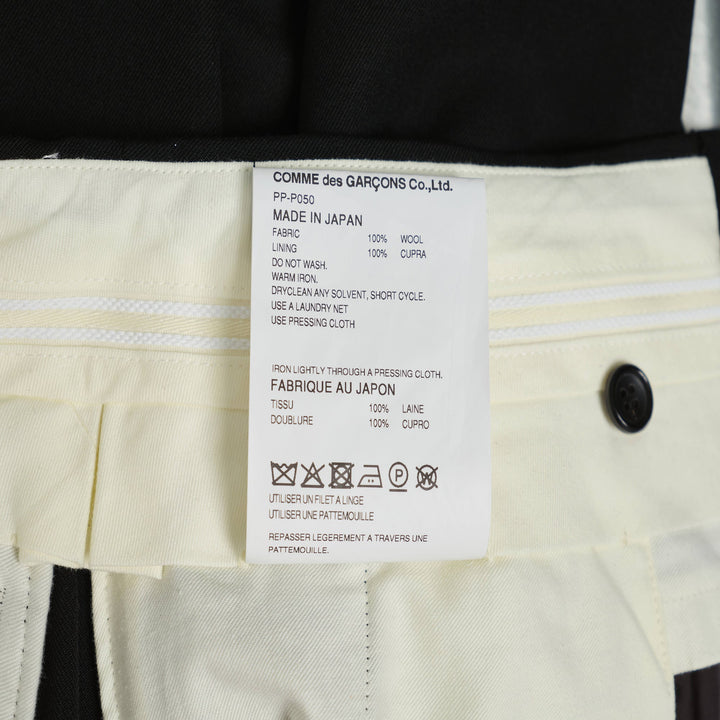 COMME des GARÇONS Co.,Ltd.
PP-P050
MADE IN JAPAN
FABRIC 100% WOOL
LINING 100% CUPRA
DO NOT WASH.
WARM IRON.
DRYCLEAN ANY SOLVENT, SHORT CYCLE.
USE A LAUNDRY NET
USE PRESSING CLOTH
IRON LIGHTLY THROUGH A PRESSING CLOTH.
FABRIQUE AU JAPON
TISSU 100% LAINE
DOUBLURE 100% CUPRO
P W
UTILISER UN FILET A LINGE
UTILISER UNE PATTEMOUILLE
REPASSER LEGEREMENT A TRAVERS UNE
PATTEMOUILLE.